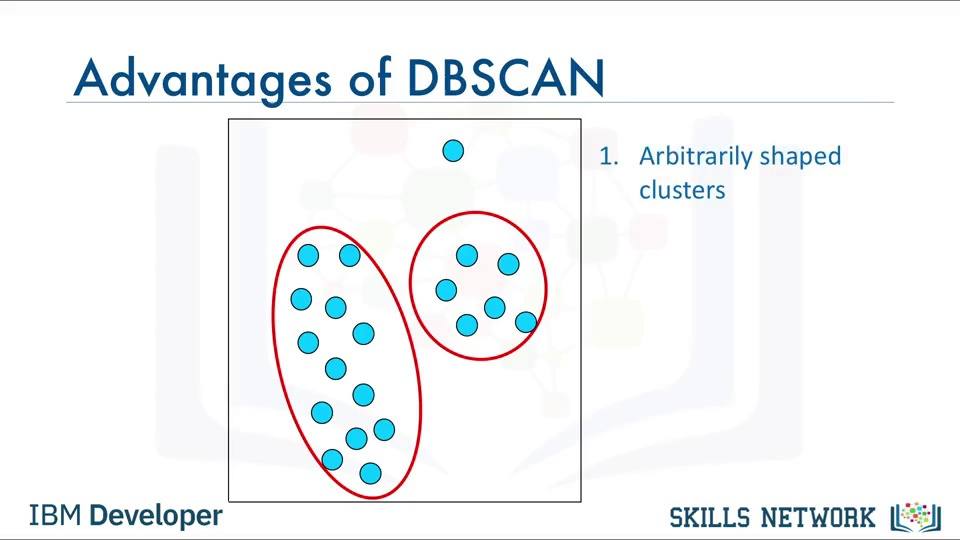 Advantages of DBSCAN
1. Arbitrarily shaped
clusters
IBM Developer
SKILLS NETWORK